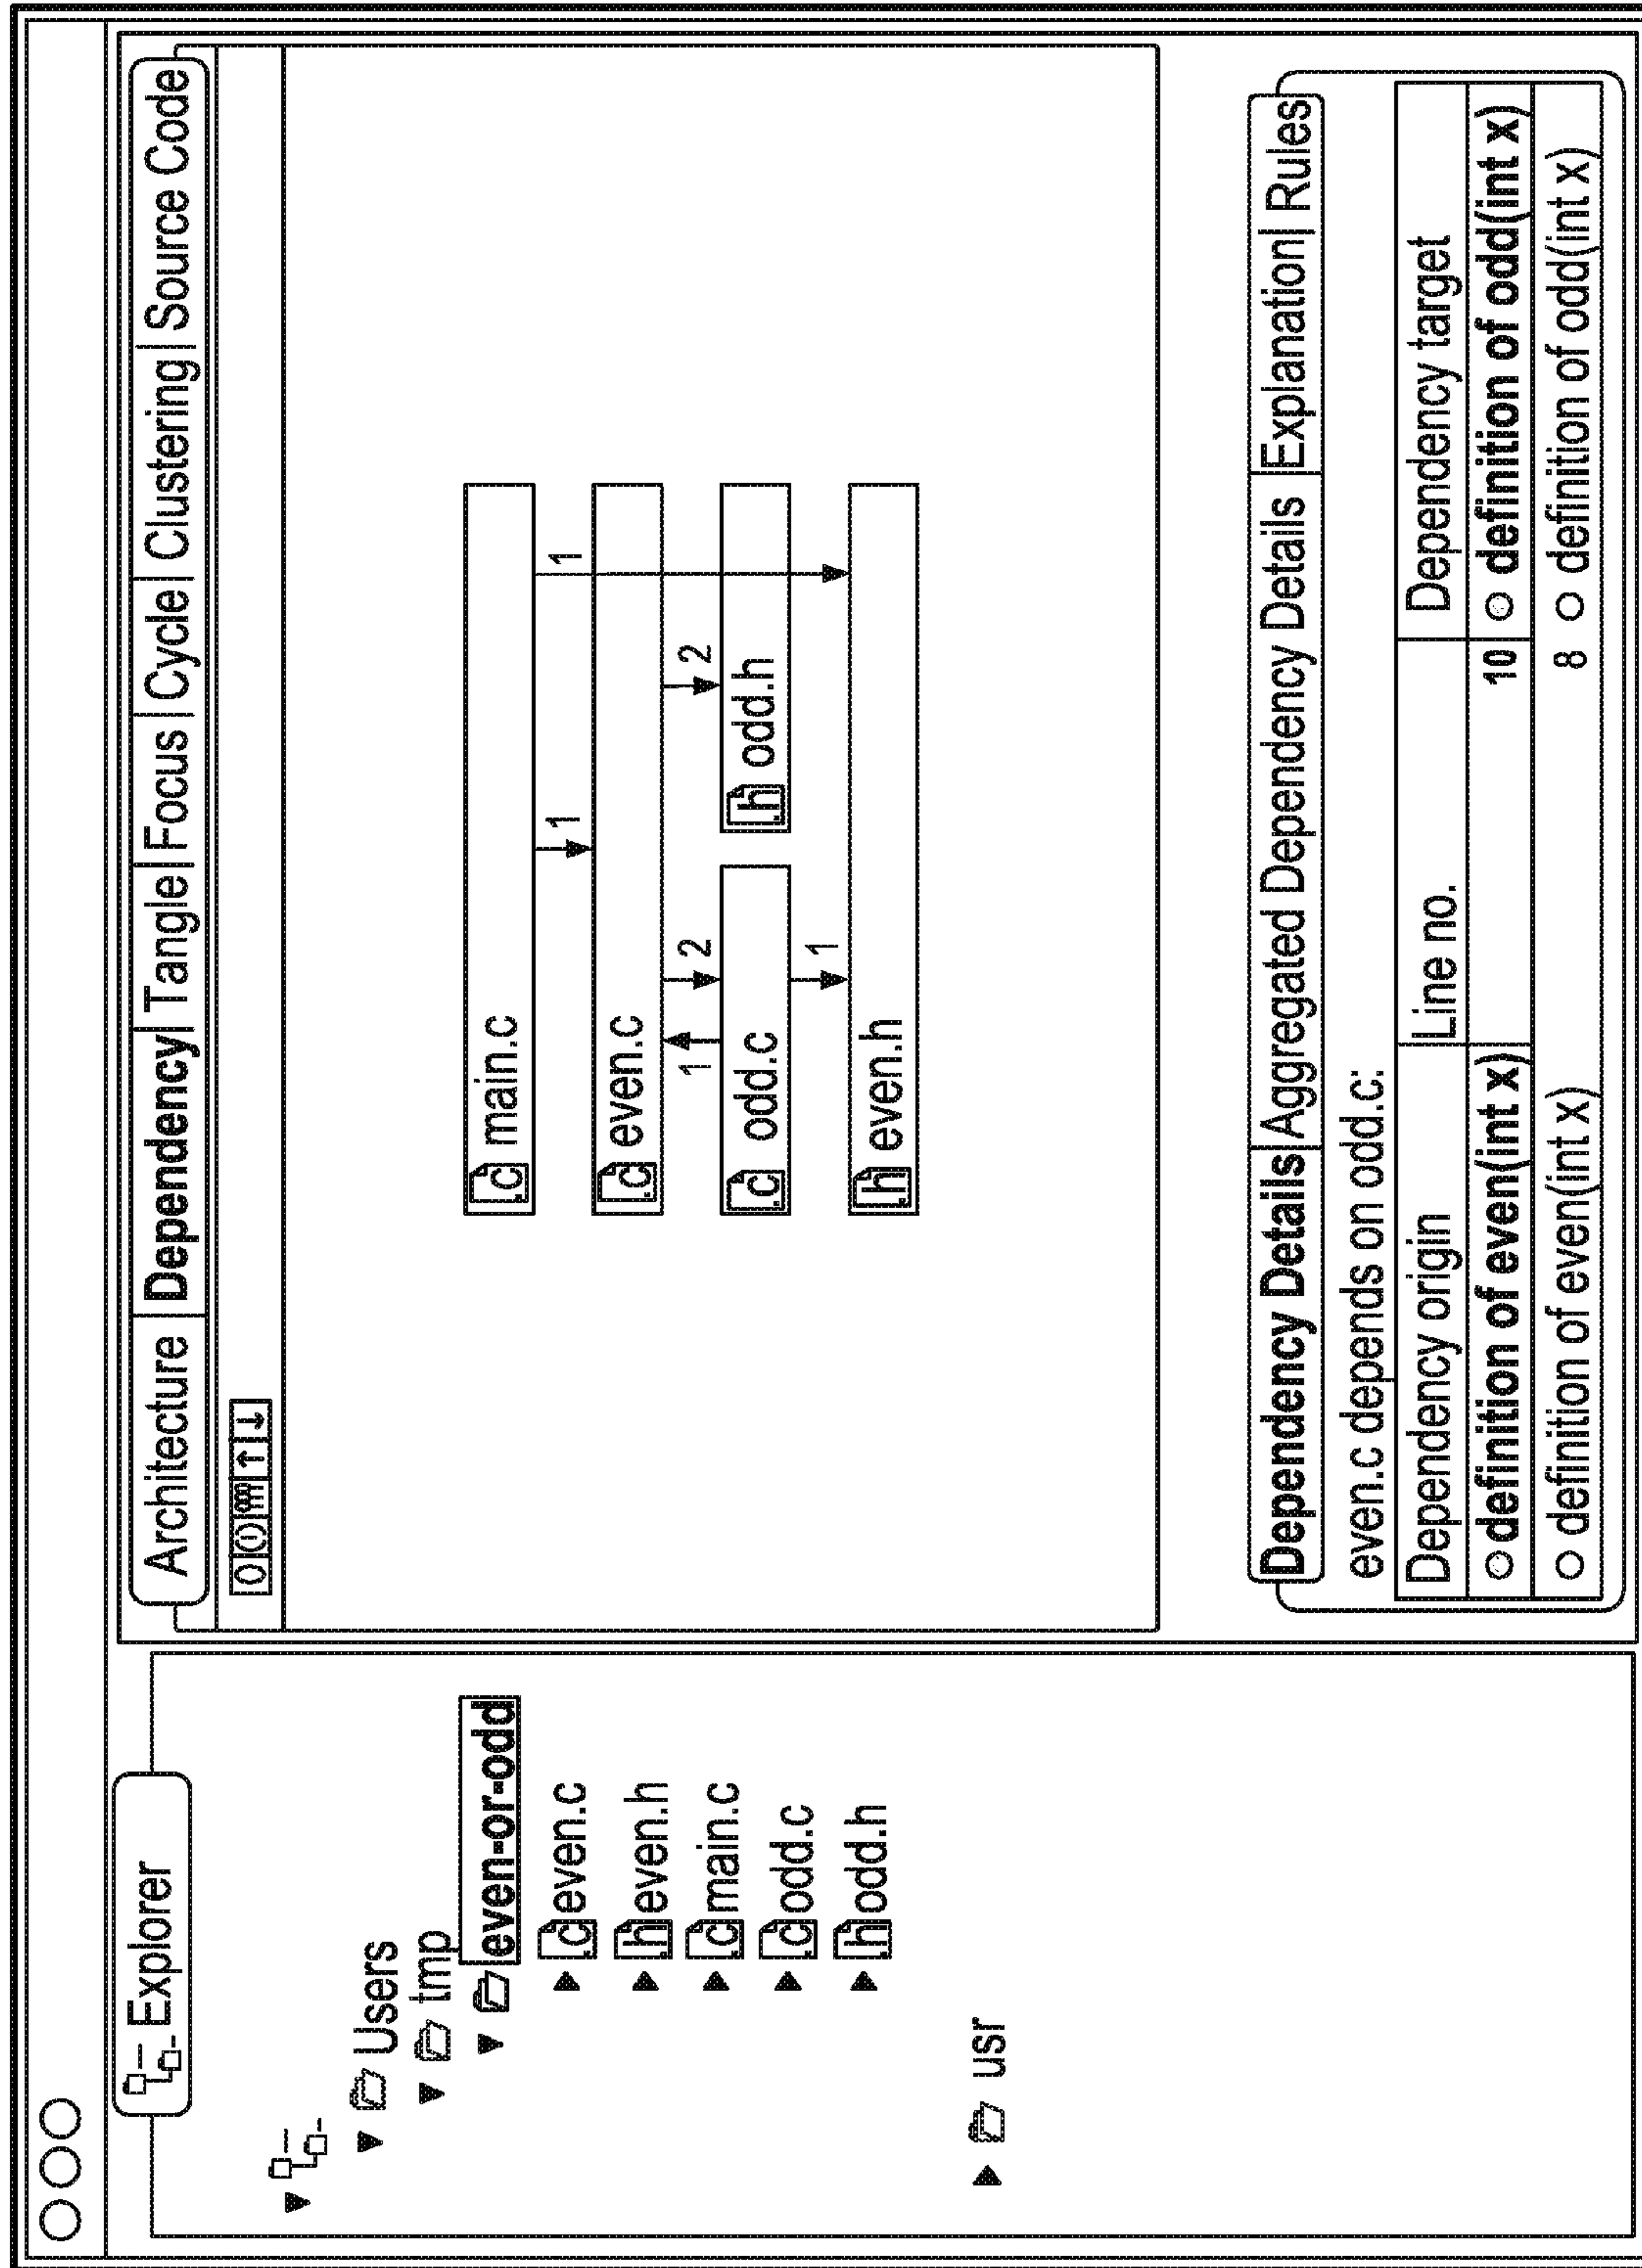 Explorer
Users
tmp
even-or-odd
.c even.c
.h even.h
.c main.c
.c odd.c
.h odd.h
usr
Architecture | Dependency | Tangle | Focus | Cycle | Clustering | Source Code
.c main.c
1
1
.c even.c
1
2
2
.c odd.c
.h odd.h
1
.h even.h
Dependency Details | Aggregated Dependency Details | Explanation | Rules
even.c depends on odd.c:
Dependency origin Line no. Dependency target
definition of even(int x) 10 definition of odd(int x)
definition of even(int x) 8 definition of odd(int x)